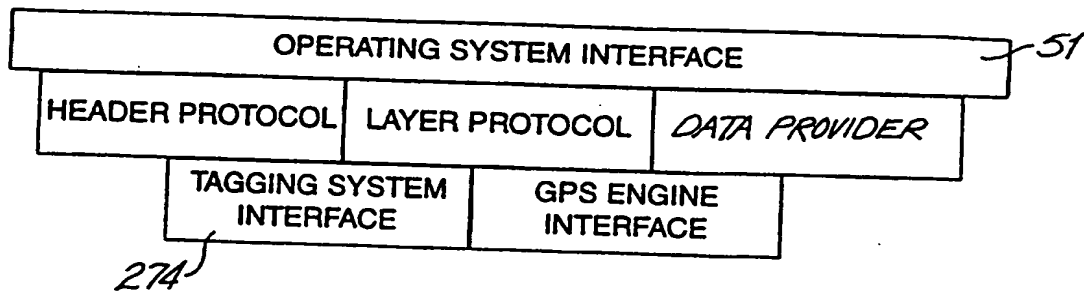 OPERATING SYSTEM INTERFACE
51
HEADER PROTOCOL
LAYER PROTOCOL
DATA PROVIDER
TAGGING SYSTEM
INTERFACE
GPS ENGINE
INTERFACE
274